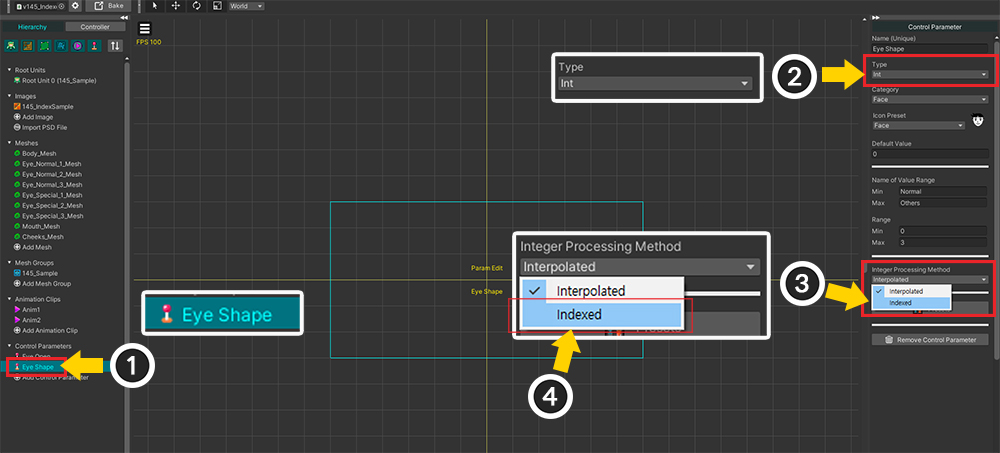 v145_Index
Bake
World
Hierarchy
Controller
FPS 100
Root Units
Root Unit 0 (145_Sample)
Images
145_IndexSample
Add Image
Import PSD File
Meshes
Body_Mesh
Eye_Normal_1_Mesh
Eye_Normal_2_Mesh
Eye_Normal_3_Mesh
Eye_Special_1_Mesh
Eye_Special_2_Mesh
Eye_Special_3_Mesh
Mouth_Mesh
Cheeks_Mesh
Add Mesh
Mesh Groups
145_Sample
Add Mesh Group
Animation Clips
Anim1
Anim2
Add Animation Clip
Control Parameters
Eye Open
Eye Shape
Add Control Parameter
1
Eye Shape
Type
Int
2
Param Edit
Eye Shape
Integer Processing Method
Interpolated
Interpolated
Indexed
4
3
Control Parameter
Name (Unique)
Eye Shape
Type
Int
Category
Face
Icon Preset
Face
Default Value
0
Name of Value Range
Min Normal
Max Others
Range
Min 0
Max 3
Integer Processing Method
Interpolated
Interpolated
Indexed
Remove Control Parameter